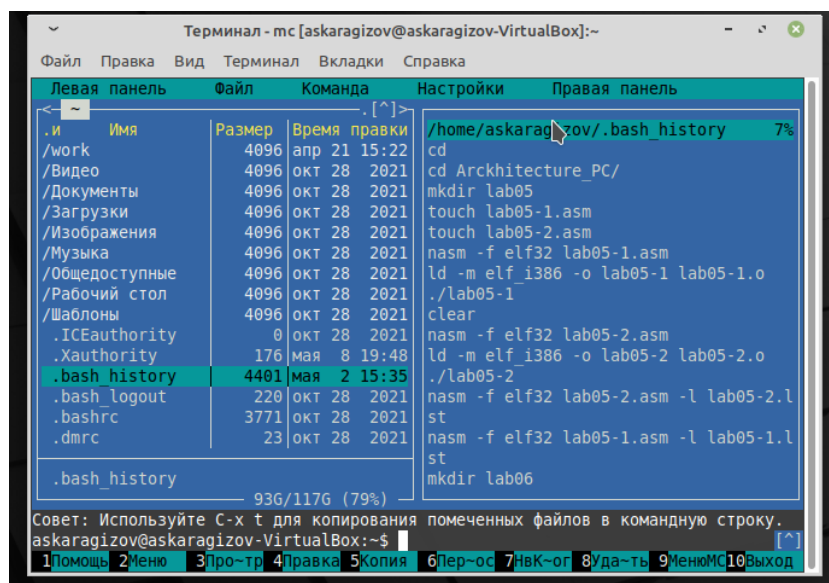 Терминал - mc [askaragizov@askaragizov-VirtualBox]:~
Файл Правка Вид Терминал Вкладки Справка
Левая панель Файл Команда Настройки Правая панель
<- ~ .[^]>
.и Имя Размер Время правки
/work 4096 апр 21 15:22
/Видео 4096 окт 28 2021
/Документы 4096 окт 28 2021
/Загрузки 4096 окт 28 2021
/Изображения 4096 окт 28 2021
/Музыка 4096 окт 28 2021
/Общедоступные 4096 окт 28 2021
/Рабочий стол 4096 окт 28 2021
/Шаблоны 4096 окт 28 2021
.ICEauthority 0 окт 28 2021
.Xauthority 176 мая 8 19:48
.bash_history 4401 мая 2 15:35
.bash_logout 220 окт 28 2021
.bashrc 3771 окт 28 2021
.dmrc 23 окт 28 2021
.bash_history
93G/117G (79%)
/home/askaragizov/.bash_history 7%
cd
cd Arckhitecture_PC/
mkdir lab05
touch lab05-1.asm
touch lab05-2.asm
nasm -f elf32 lab05-1.asm
ld -m elf_i386 -o lab05-1 lab05-1.o
./lab05-1
clear
nasm -f elf32 lab05-2.asm
ld -m elf_i386 -o lab05-2 lab05-2.o
./lab05-2
nasm -f elf32 lab05-2.asm -l lab05-2.l
st
nasm -f elf32 lab05-1.asm -l lab05-1.l
st
mkdir lab06
Совет: Используйте C-x t для копирования помеченных файлов в командную строку.
askaragizov@askaragizov-VirtualBox:~$ [^]
1Помощь 2Меню 3Про~тр 4Правка 5Копия 6Пер~ос 7НвК~ог 8Уда~ть 9МенюMC 10Выход